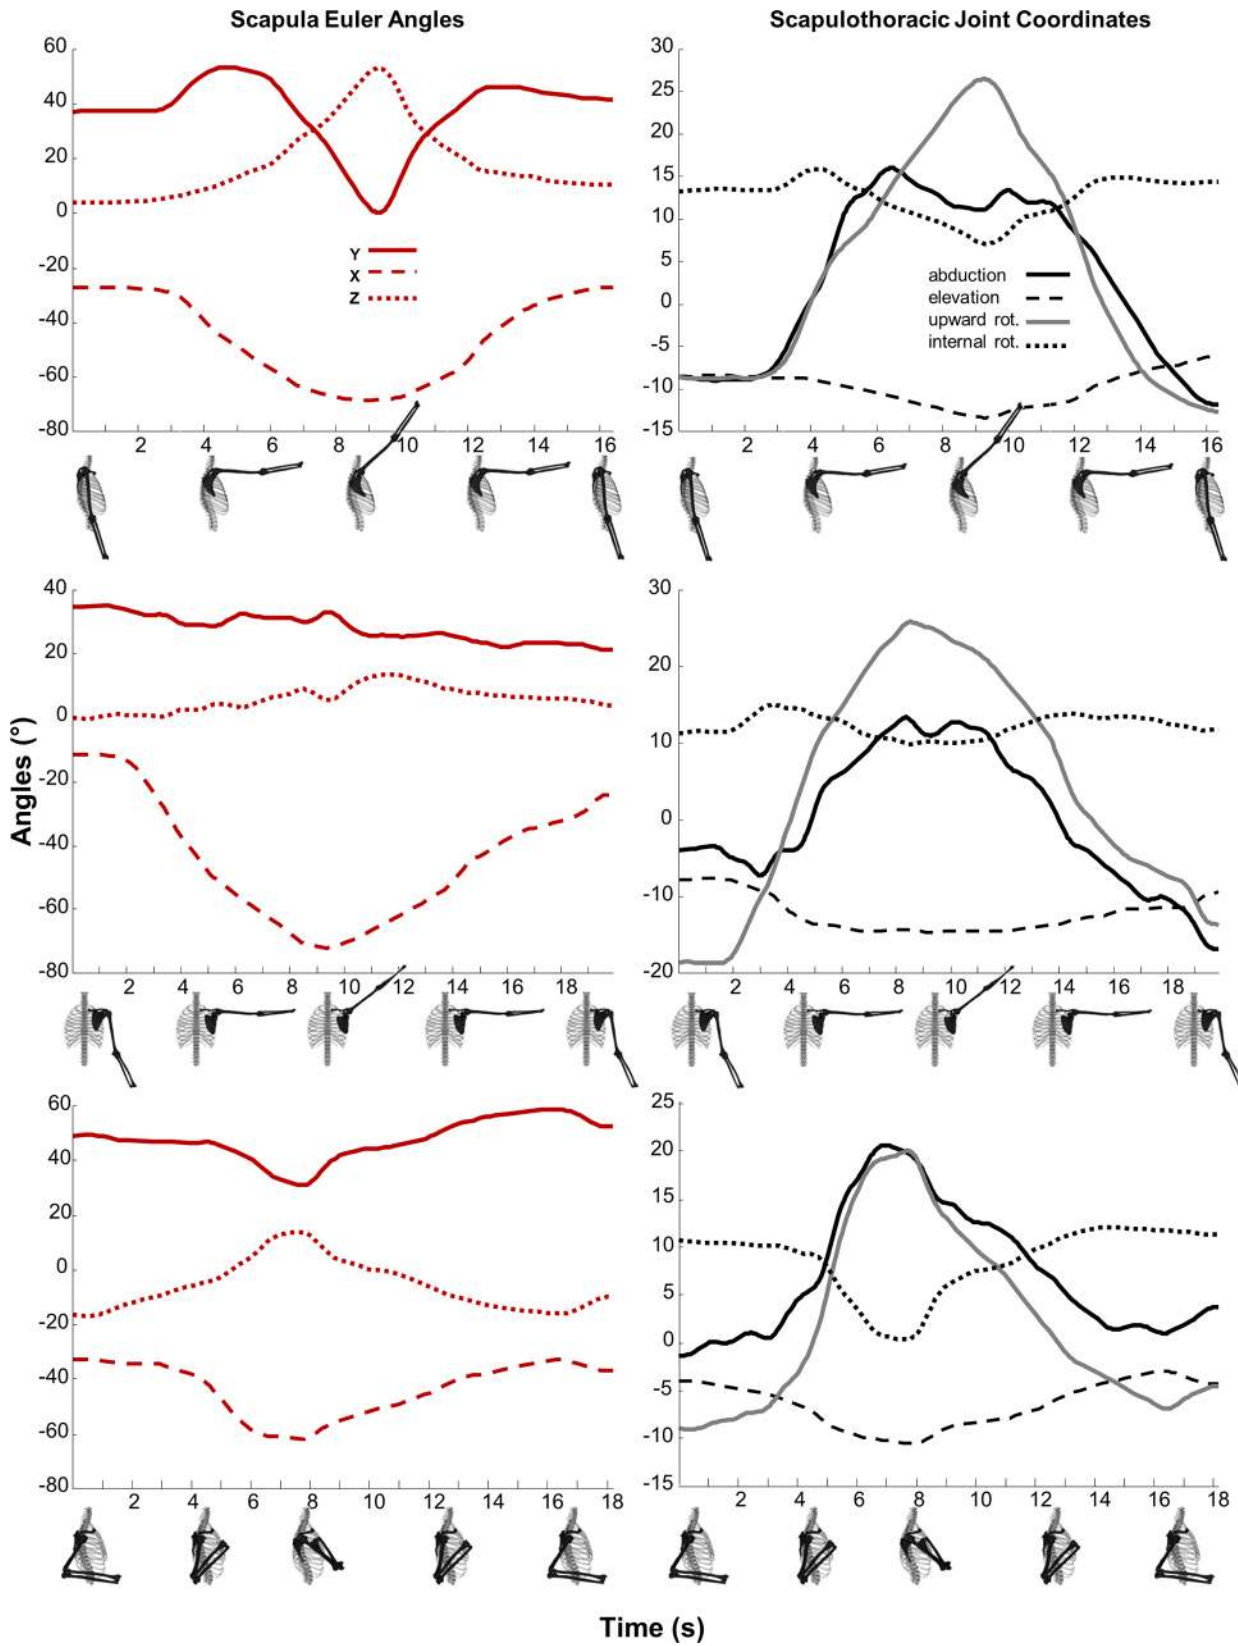 Scapula Euler Angles
Scapulothoracic Joint Coordinates
60
40
20
0
-20
-40
-60
-80
Y
X
Z
2 4 6 8 10 12 14 16
30
25
20
15
10
5
0
-5
-10
-15
abduction
elevation
upward rot.
internal rot.
2 4 6 8 10 12 14 16
Angles (°)
40
20
0
-20
-40
-60
-80
2 4 6 8 10 12 14 16 18
30
20
10
0
-10
-20
2 4 6 8 10 12 14 16 18
60
40
20
0
-20
-40
-60
-80
2 4 6 8 10 12 14 16 18
25
20
15
10
5
0
-5
-10
-15
2 4 6 8 10 12 14 16 18
Time (s)